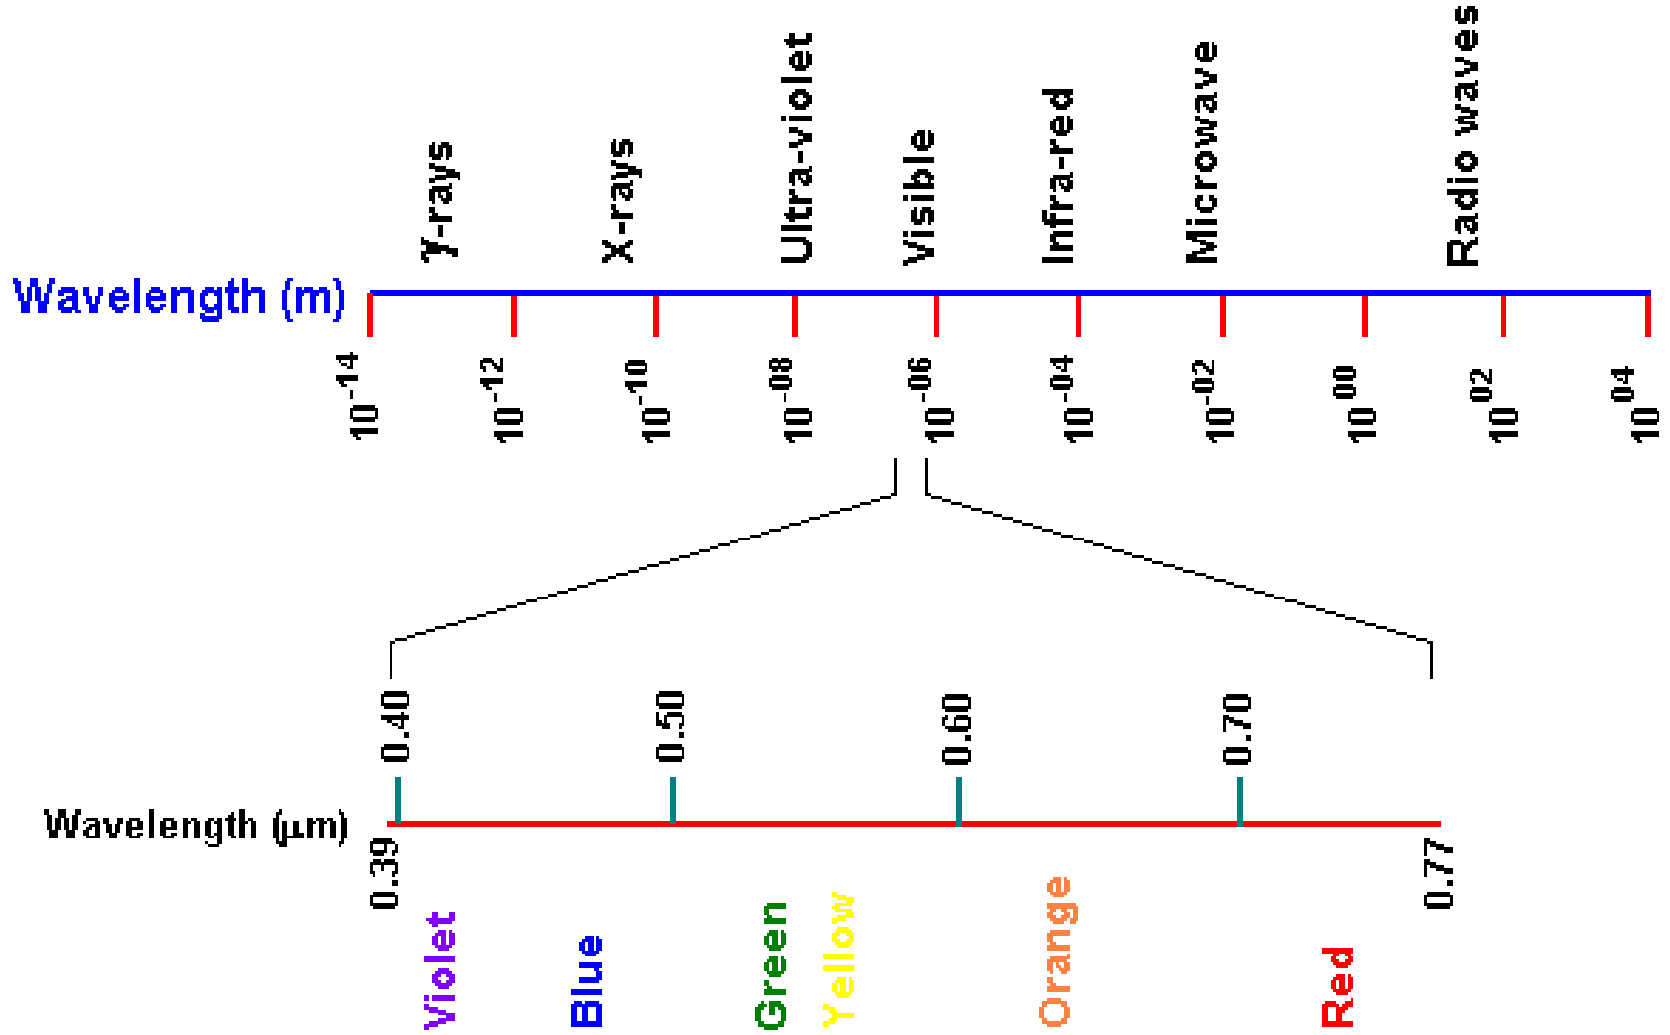 γ-rays
X-rays
Ultra-violet
Visible
Infra-red
Microwave
Radio waves
Wavelength (m)
10⁻¹⁴
10⁻¹²
10⁻¹⁰
10⁻⁰⁸
10⁻⁰⁶
10⁻⁰⁴
10⁻⁰²
10⁰⁰
10⁰²
10⁰⁴
0.40
0.50
0.60
0.70
Wavelength (μm)
0.39
0.77
Violet
Blue
Green
Yellow
Orange
Red